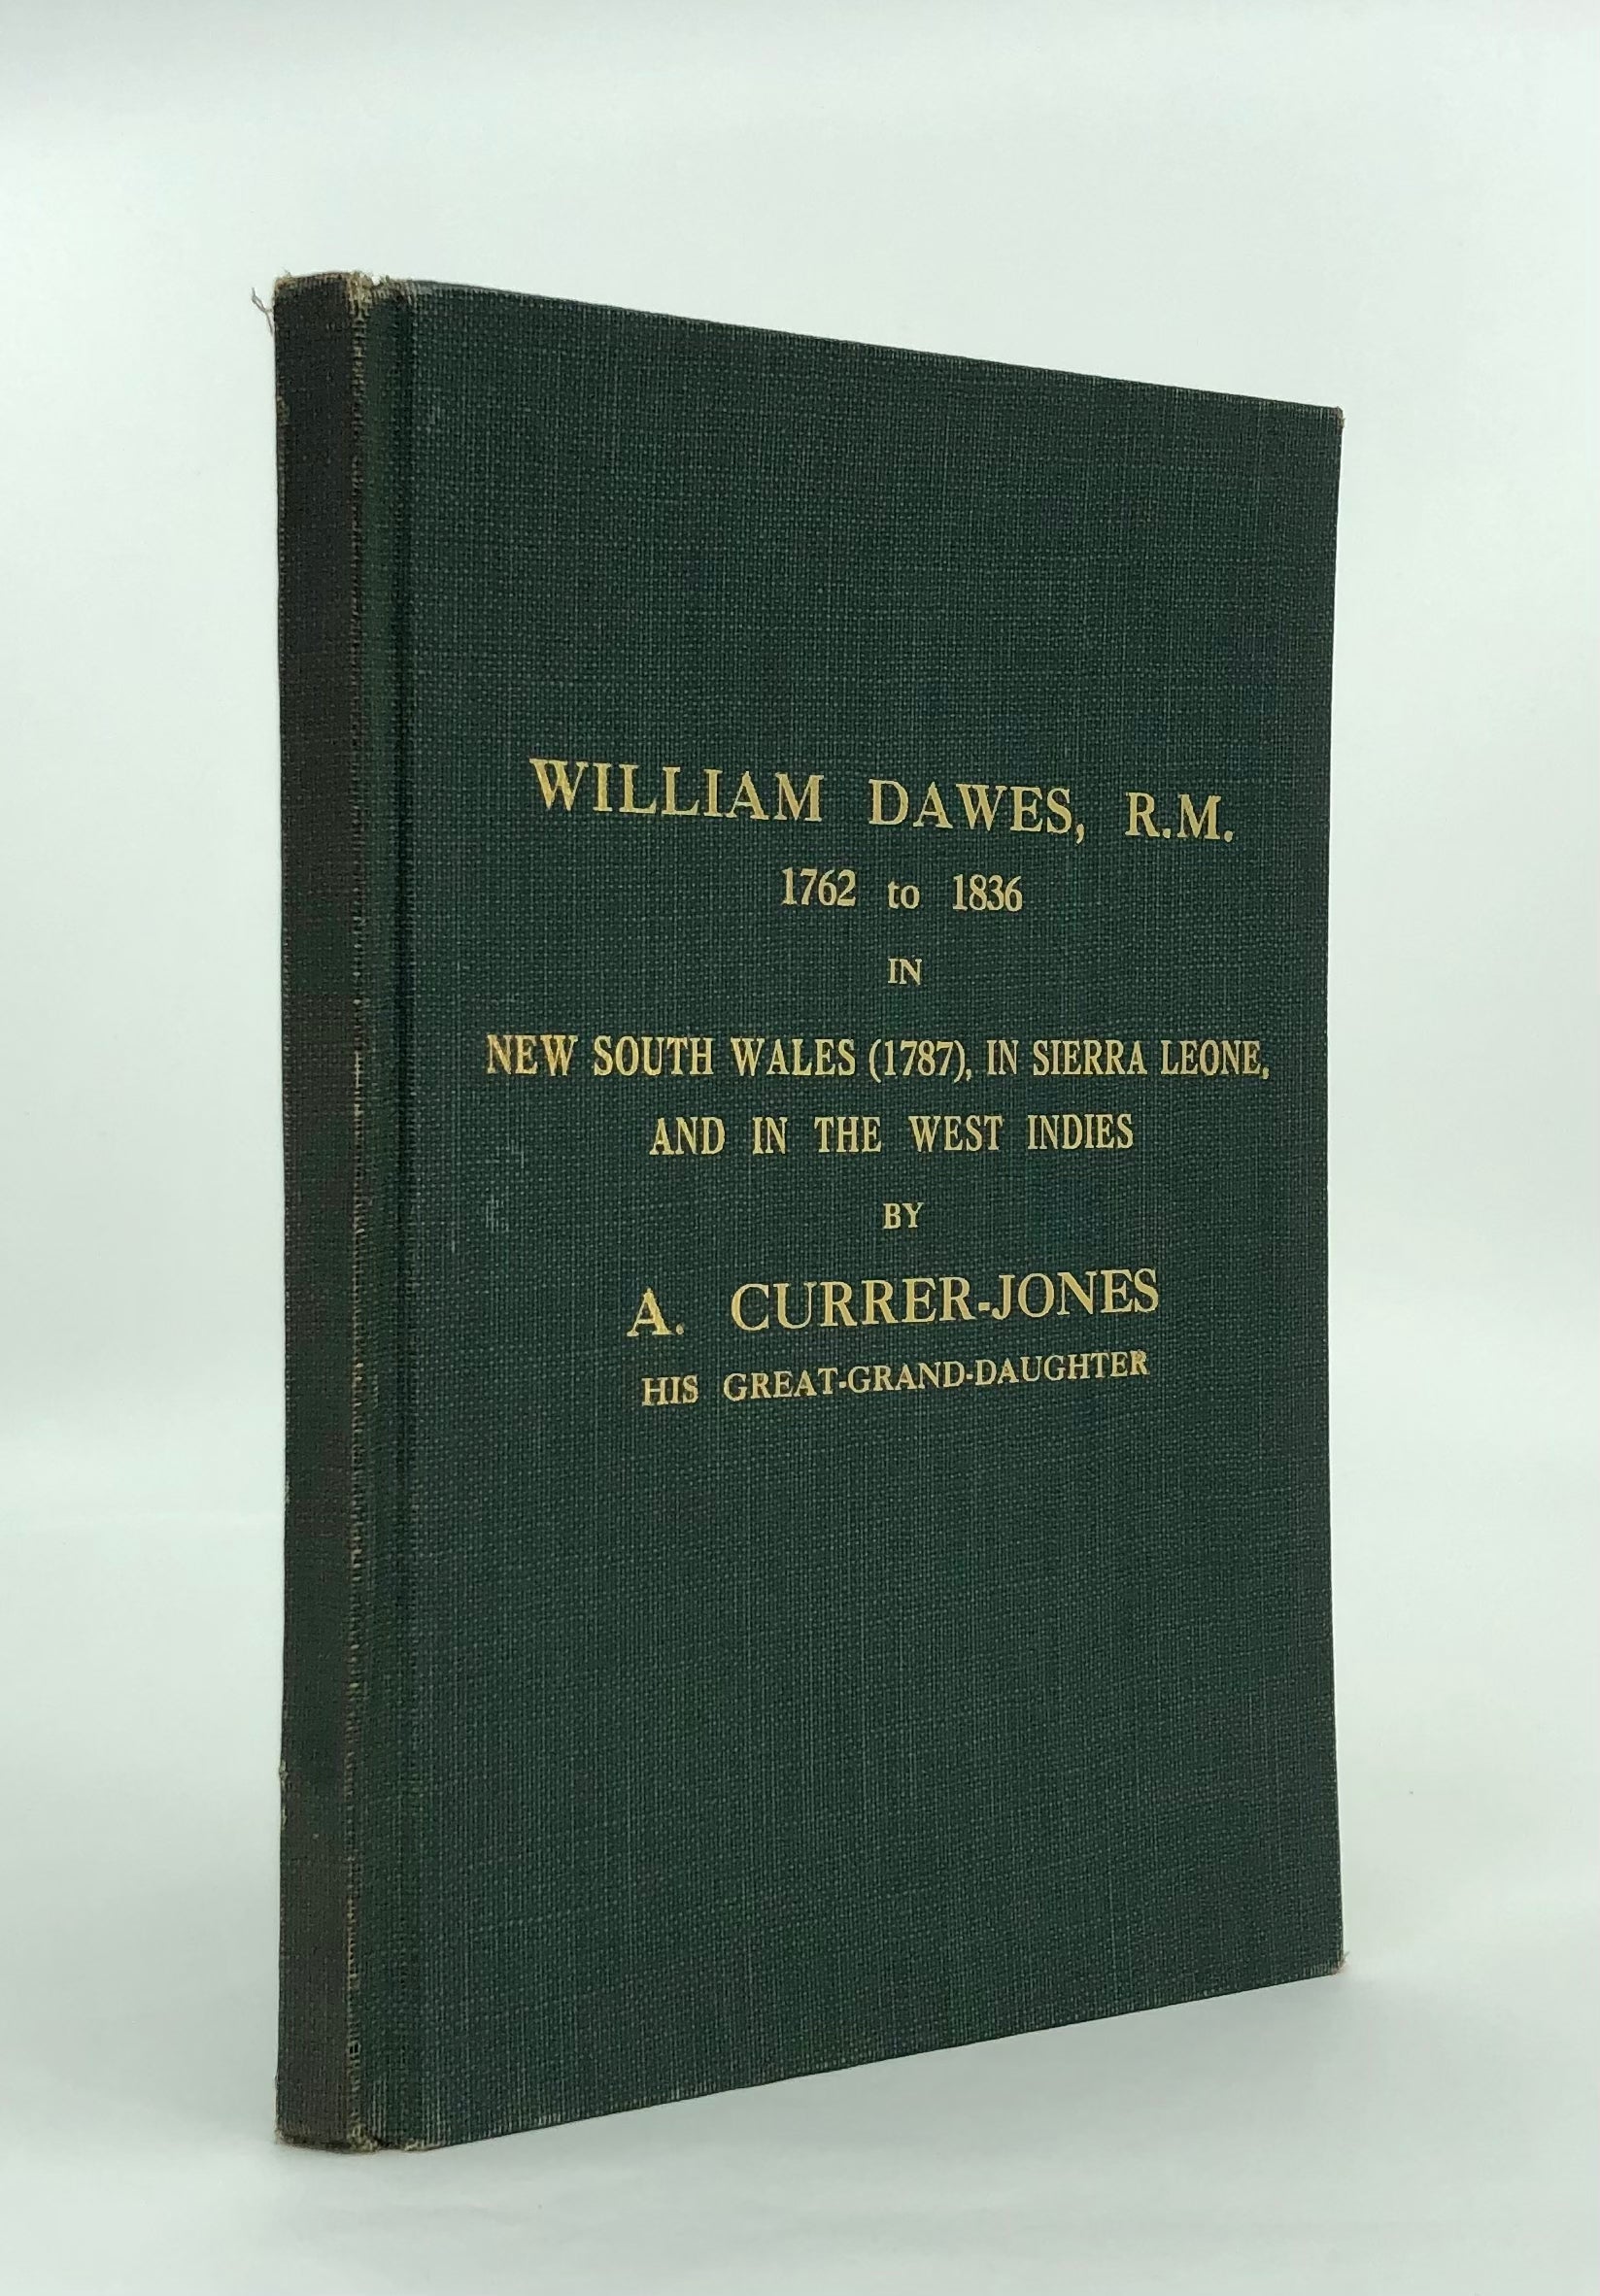 WILLIAM DAWES, R.M.
1762 to 1836
IN
NEW SOUTH WALES (1787), IN SIERRA LEONE,
AND IN THE WEST INDIES
BY
A. CURRER-JONES
HIS GREAT-GRAND-DAUGHTER